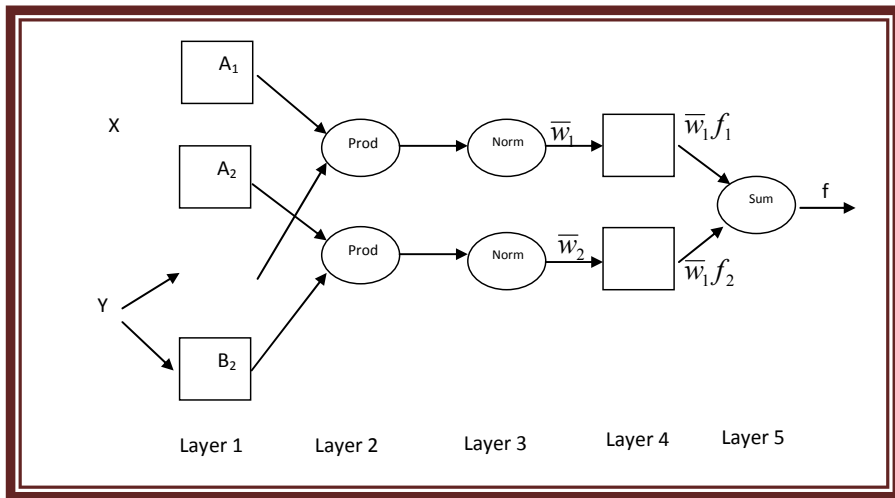 A₁
X
Prod
Norm
w̅₁
w̅₁f₁
A₂
Sum
f
Prod
Norm
w̅₂
w̅₁f₂
Y
B₂
Layer 1
Layer 2
Layer 3
Layer 4
Layer 5